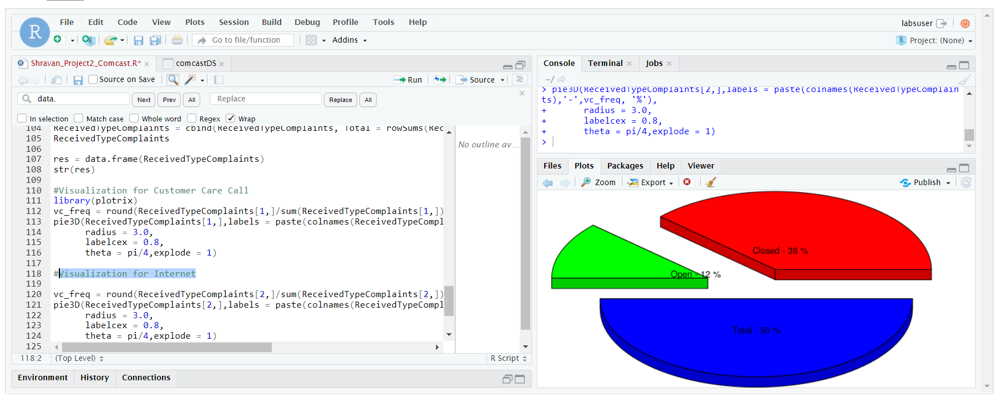 File Edit Code View Plots Session Build Debug Profile Tools Help
labsuser
R
Go to file/function
Addins
Project: (None)
Shravan_Project2_Comcast.R*
comcastDS
Source on Save
Run
Source
data.
Next
Prev
All
Replace
Replace
All
In selection
Match case
Whole word
Regex
Wrap
104 ReceivedTypeComplaints = cbind(ReceivedTypeComplaints, Total = rowSums(Rec
105 ReceivedTypeComplaints
106
107 res = data.frame(ReceivedTypeComplaints)
108 str(res)
109
110 #Visualization for Customer Care Call
111 library(plotrix)
112 vc_freq = round(ReceivedTypeComplaints[1,]/sum(ReceivedTypeComplaints[1,])
113 pie3D(ReceivedTypeComplaints[1,],labels = paste(colnames(ReceivedTypeCompl
114 radius = 3.0,
115 labelcex = 0.8,
116 theta = pi/4,explode = 1)
117
118 #Visualization for Internet
119
120 vc_freq = round(ReceivedTypeComplaints[2,]/sum(ReceivedTypeComplaints[2,])
121 pie3D(ReceivedTypeComplaints[2,],labels = paste(colnames(ReceivedTypeCompl
122 radius = 3.0,
123 labelcex = 0.8,
124 theta = pi/4,explode = 1)
125
No outline av...
118:2
(Top Level)
R Script
Environment
History
Connections
Console
Terminal
Jobs
~/
> pie3D(ReceivedTypeComplaints[2,],labels = paste(colnames(ReceivedTypeComplain
ts),'-',vc_freq, '%'),
+ radius = 3.0,
+ labelcex = 0.8,
+ theta = pi/4,explode = 1)
>
Files
Plots
Packages
Help
Viewer
Zoom
Export
Publish
Closed - 38 %
Open - 12 %
Total - 50 %